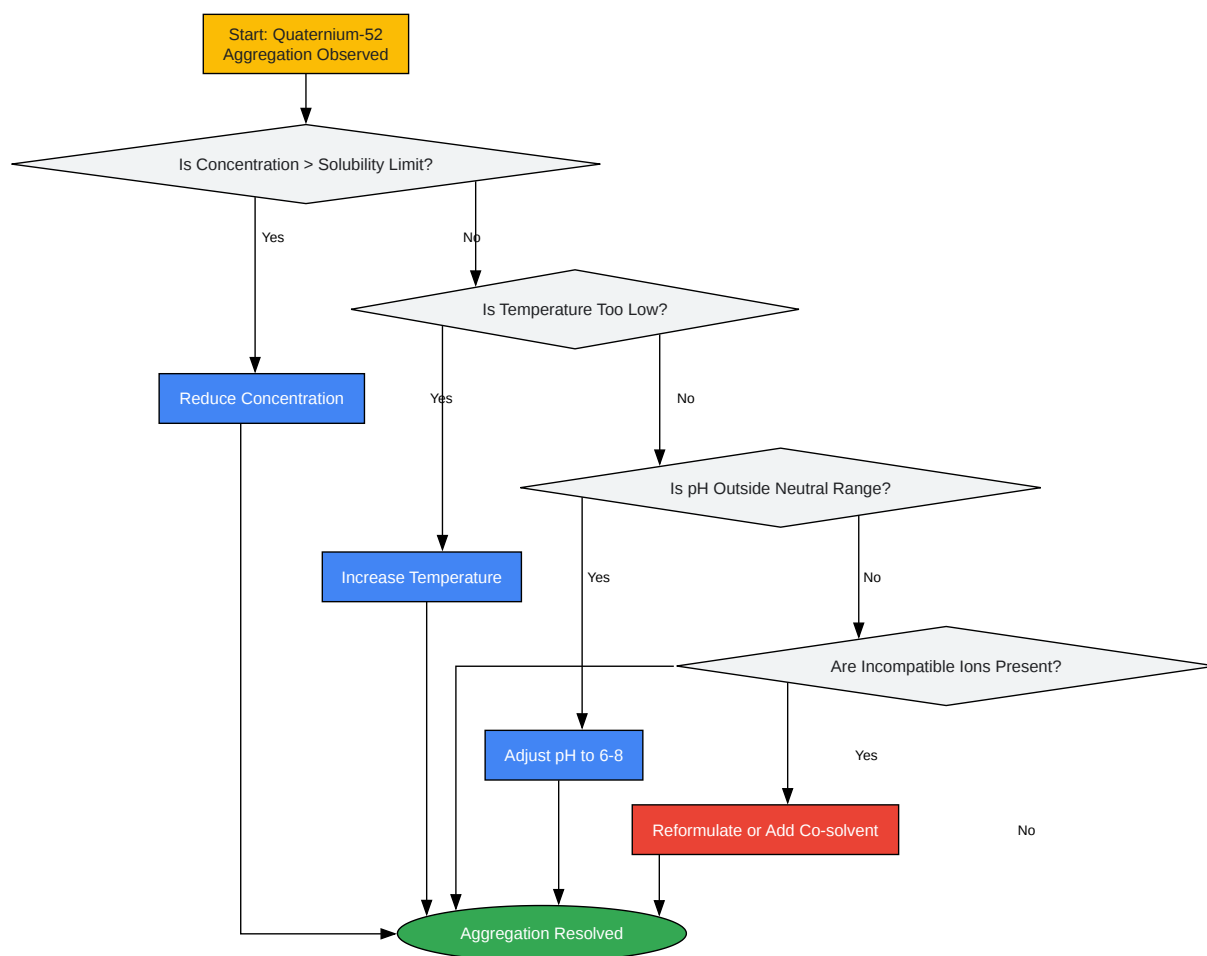 Start: Quaternium-52
Aggregation Observed
Is Concentration > Solubility Limit?
Yes
No
Is Temperature Too Low?
Reduce Concentration
Yes
No
Is pH Outside Neutral Range?
Increase Temperature
Yes
No
Are Incompatible Ions Present?
Adjust pH to 6-8
Yes
Reformulate or Add Co-solvent
No
Aggregation Resolved